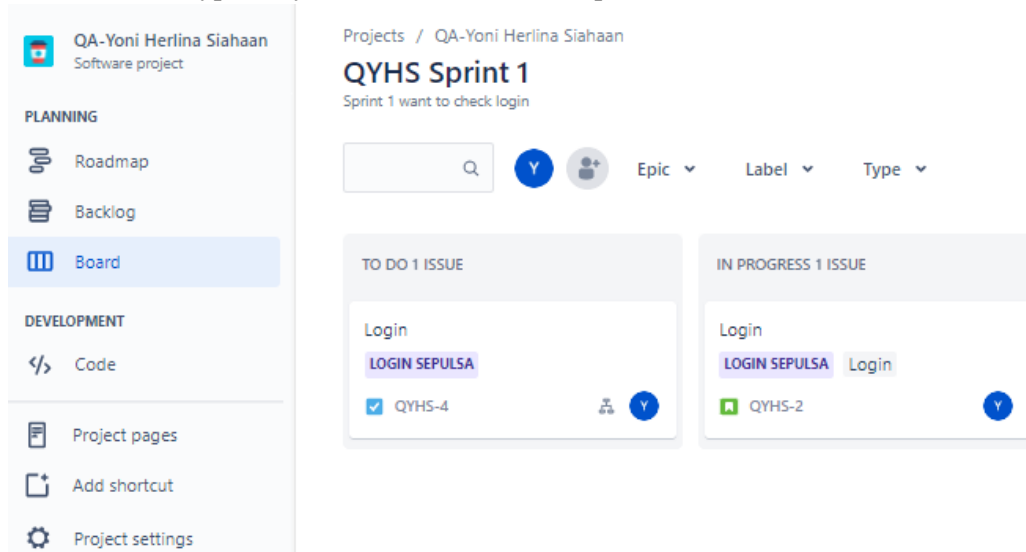 QA-Yoni Herlina Siahaan
Software project
PLANNING
Roadmap
Backlog
Board
DEVELOPMENT
Code
Project pages
Add shortcut
Project settings
Projects / QA-Yoni Herlina Siahaan
QYHS Sprint 1
Sprint 1 want to check login
Y
Epic
Label
Type
TO DO 1 ISSUE
Login
LOGIN SEPULSA
QYHS-4
Y
IN PROGRESS 1 ISSUE
Login
LOGIN SEPULSA Login
QYHS-2
Y